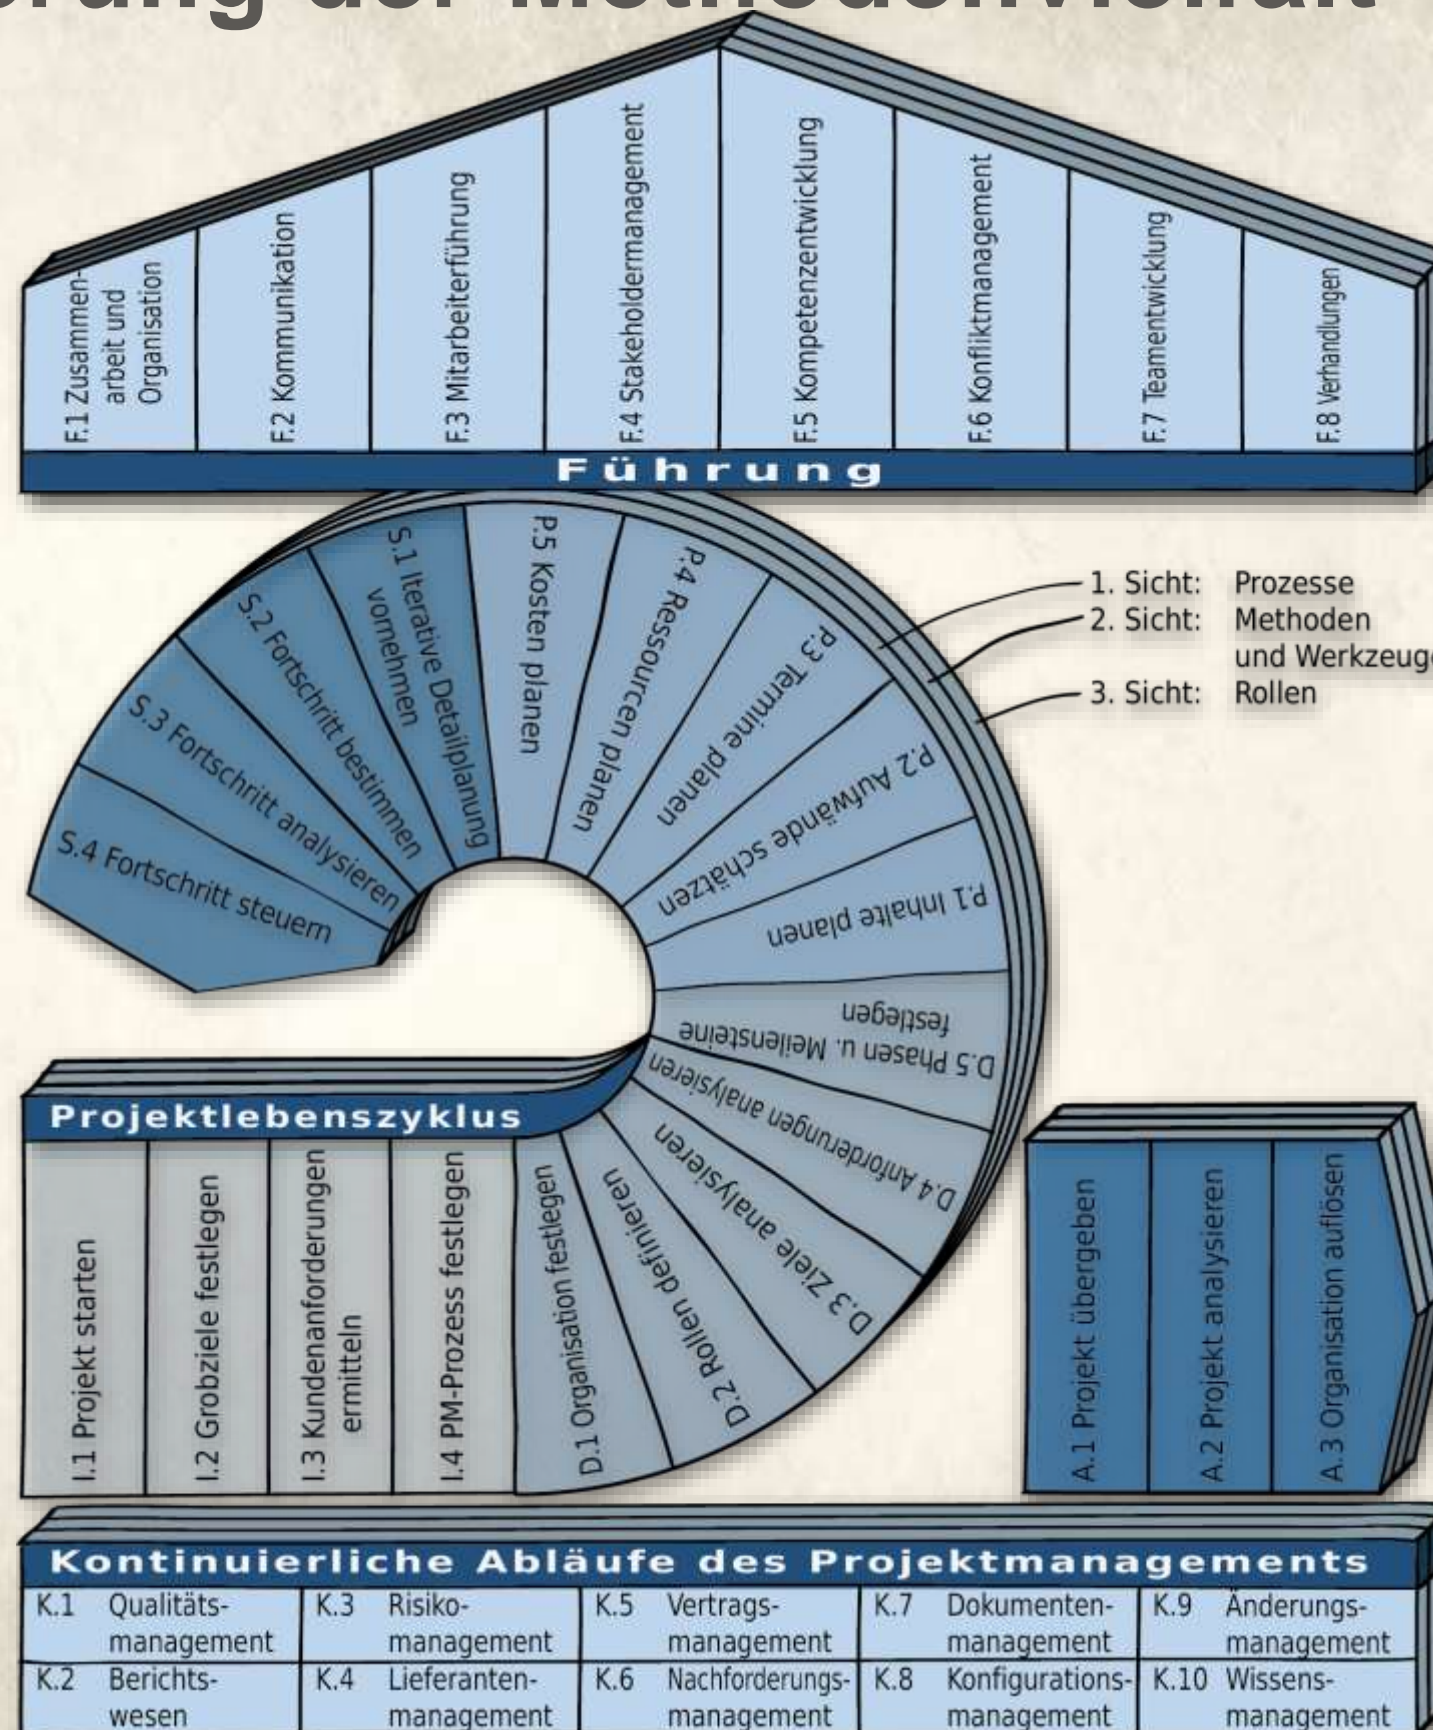 erung der Methodenvielfalt
F.1 Zusammen-
arbeit und
Organisation
F.2 Kommunikation
F.3 Mitarbeiterführung
F.4 Stakeholdermanagement
F.5 Kompetenzentwicklung
F.6 Konfliktmanagement
F.7 Teamentwicklung
F.8 Verhandlungen
Führung
1. Sicht: Prozesse
2. Sicht: Methoden
und Werkzeuge
3. Sicht: Rollen
S.4 Fortschritt steuern
S.3 Fortschritt analysieren
S.2 Fortschritt bestimmen
S.1 Iterative Detailplanung
vornehmen
P.5 Kosten planen
P.4 Ressourcen planen
P.3 Termine planen
P.2 Aufwände schätzen
P.1 Inhalte planen
D.5 Phasen u. Meilensteine
festlegen
D.4 Anforderungen analysieren
D.3 Ziele analysieren
D.2 Rollen definieren
D.1 Organisation festlegen
Projektlebenszyklus
I.1 Projekt starten
I.2 Grobziele festlegen
I.3 Kundenanforderungen
ermitteln
I.4 PM-Prozess festlegen
A.1 Projekt übergeben
A.2 Projekt analysieren
A.3 Organisation auflösen
Kontinuierliche Abläufe des Projektmanagements
K.1 Qualitäts-
management
K.3 Risiko-
management
K.5 Vertrags-
management
K.7 Dokumenten-
management
K.9 Änderungs-
management
K.2 Berichts-
wesen
K.4 Lieferanten-
management
K.6 Nachforderungs-
management
K.8 Konfigurations-
management
K.10 Wissens-
management